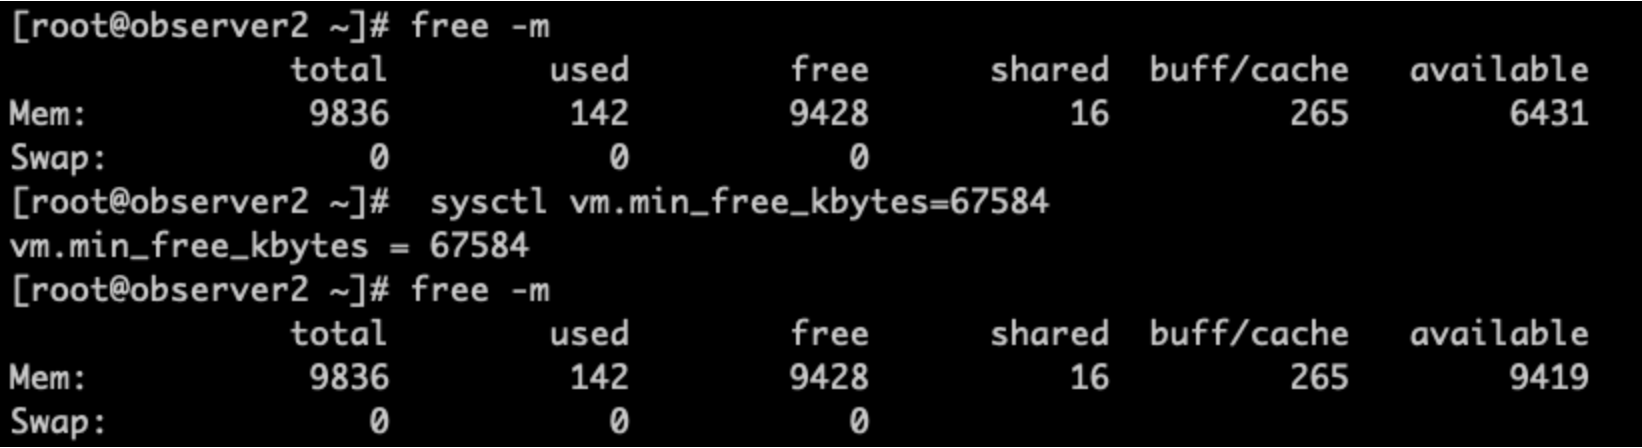 [root@observer2 ~]# free -m
              total        used        free      shared  buff/cache   available
Mem:           9836         142        9428          16         265        6431
Swap:             0           0           0
[root@observer2 ~]#  sysctl vm.min_free_kbytes=67584
vm.min_free_kbytes = 67584
[root@observer2 ~]# free -m
              total        used        free      shared  buff/cache   available
Mem:           9836         142        9428          16         265        9419
Swap:             0           0           0